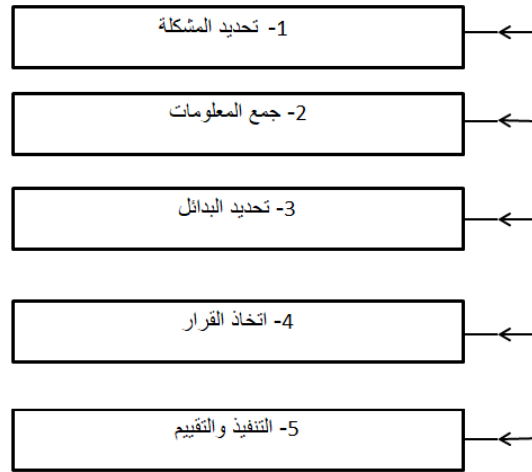 1- تحديد المشكلة
2- جمع المعلومات
3- تحديد البدائل
4- اتخاذ القرار
5- التنفيذ والتقييم